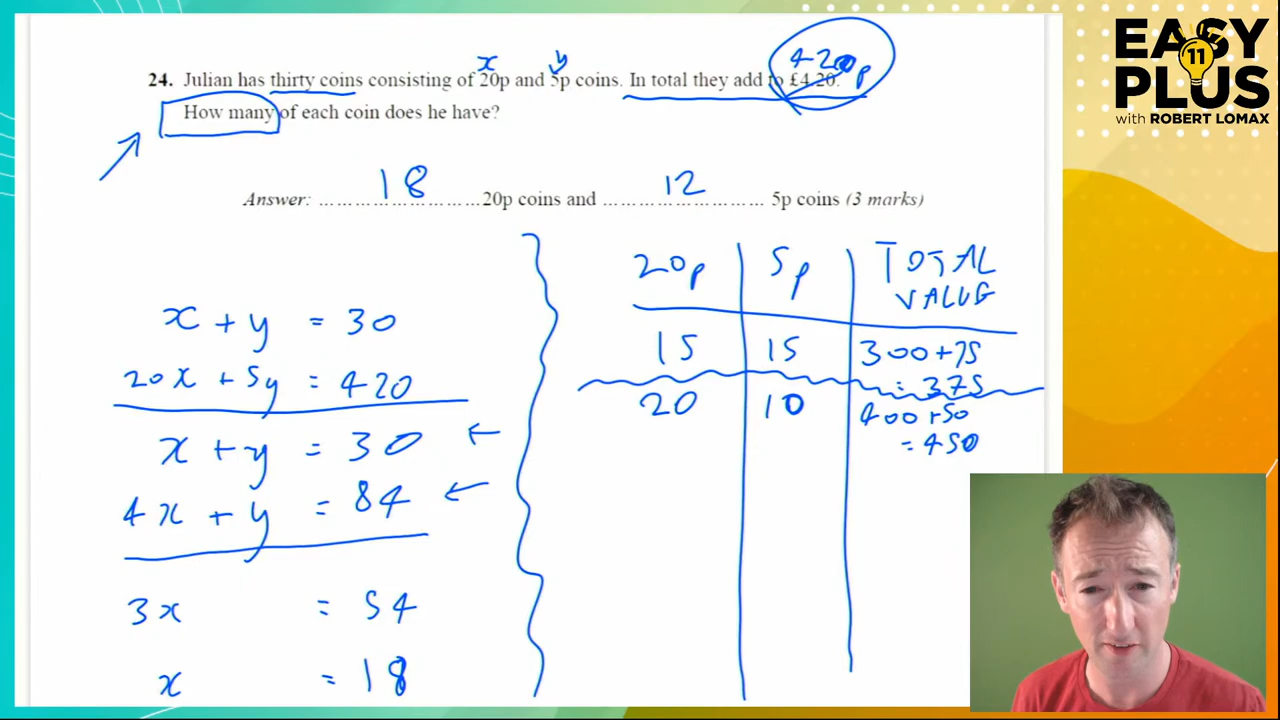 x
y
420p
24. Julian has thirty coins consisting of 20p and 5p coins. In total they add to £4.20.
How many of each coin does he have?
18
12
Answer: ........................20p coins and ........................ 5p coins (3 marks)
x + y = 30
20x + 5y = 420
x + y = 30 ←
4x + y = 84 ←
3x = 54
x = 18
20p 5p TOTAL
VALUE
15 15 300+75
= 375
20 10 400+50
= 450
EASY
11
PLUS
with ROBERT LOMAX